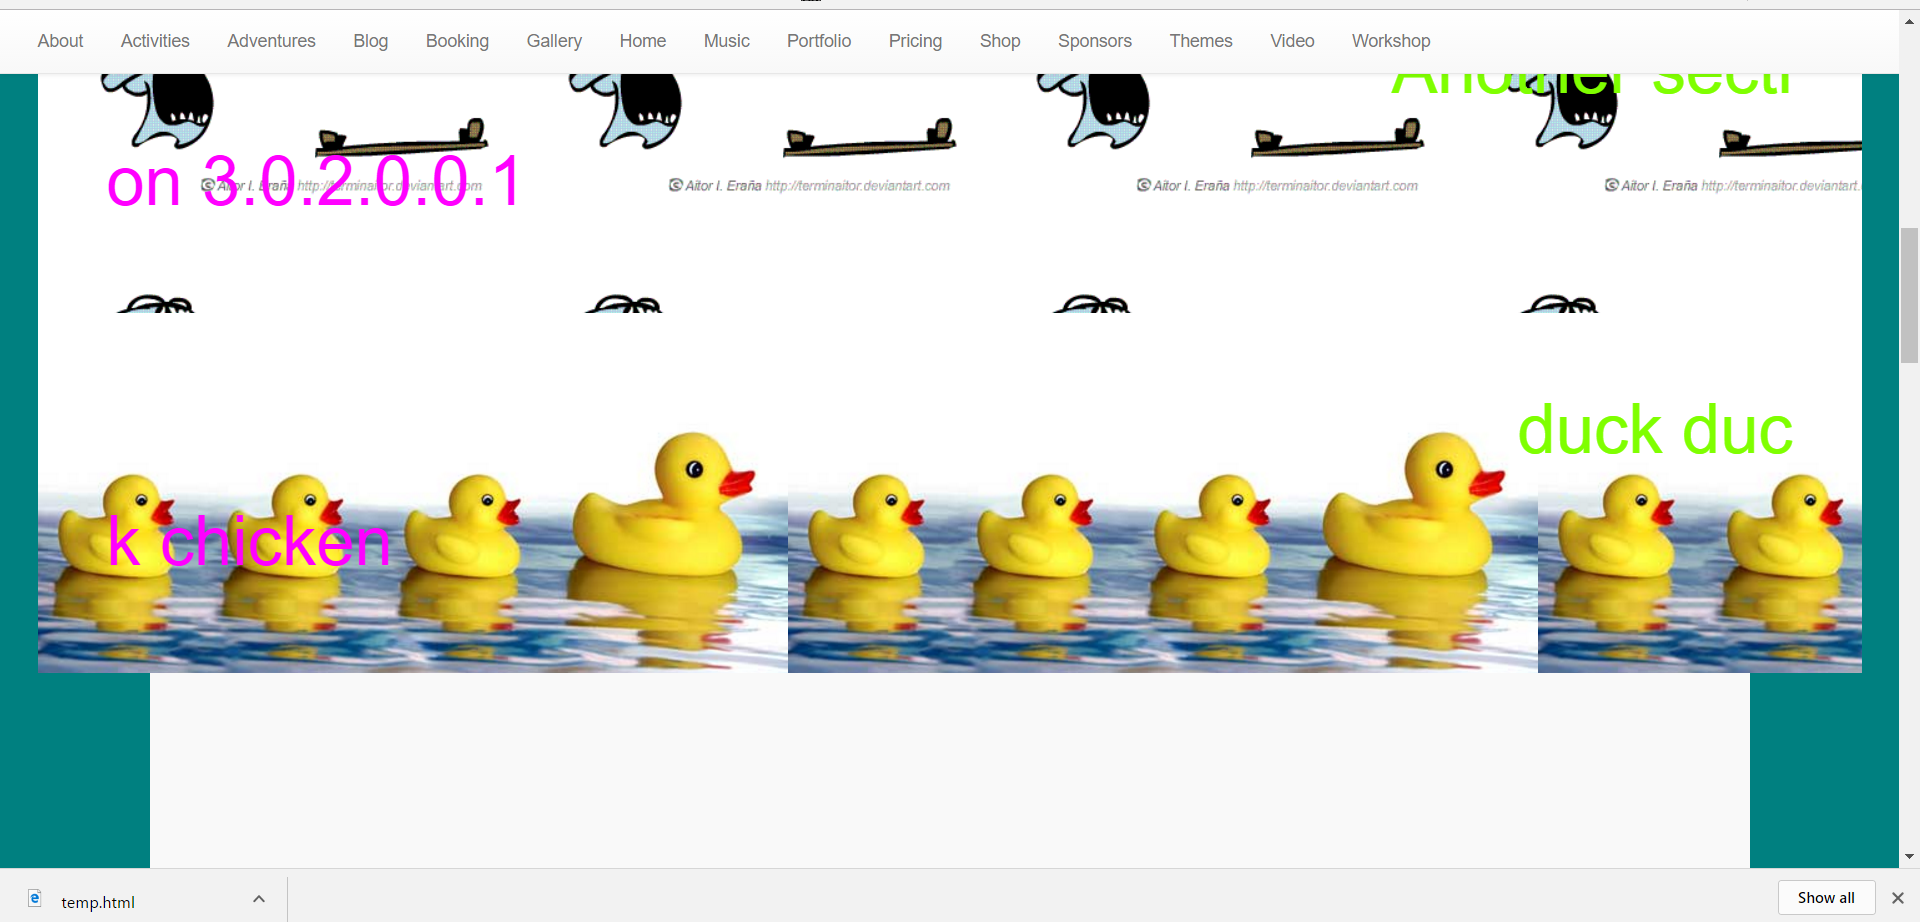 About Activities Adventures Blog Booking Gallery Home Music Portfolio Pricing Shop Sponsors Themes Video Workshop
Another secti
on 3.0.2.0.0.1
© Aitor I. Eraña http://terminaitor.deviantart.com
© Aitor I. Eraña http://terminaitor.deviantart.com
© Aitor I. Eraña http://terminaitor.deviantart.com
© Aitor I. Eraña http://terminaitor.deviantart.
duck duc
k chicken
temp.html
Show all